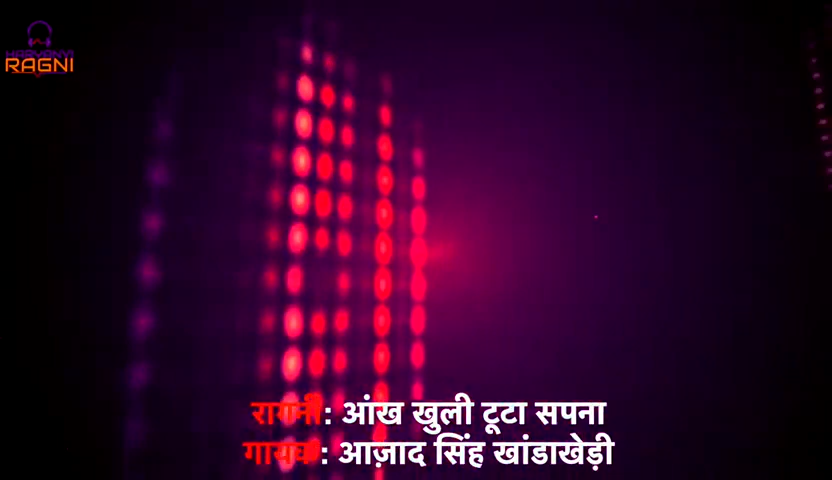 HARYANVI
RAGNI
रागनी: आंख खुली टूटा सपना
गायक: आज़ाद सिंह खांडाखेड़ी